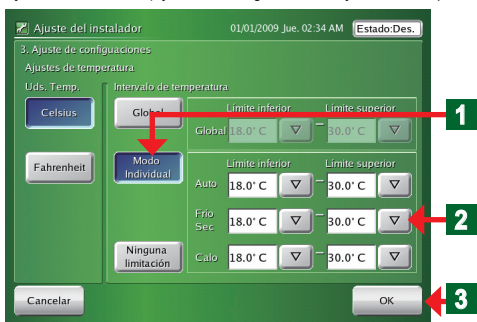 Ajuste del instalador 01/01/2009 Jue. 02:34 AM Estado:Des.
3. Ajuste de configuaciones
Ajustes de temperatura
Uds. Temp. Intervalo de temperatura
Celsius Global Límite inferior Límite superior
Global 18.0°C – 30.0°C
1
Fahrenheit Modo Individual Límite inferior Límite superior
Auto 18.0°C – 30.0°C
Frio Sec 18.0°C – 30.0°C
2
Ninguna limitación
Calo 18.0°C – 30.0°C
Cancelar OK
3